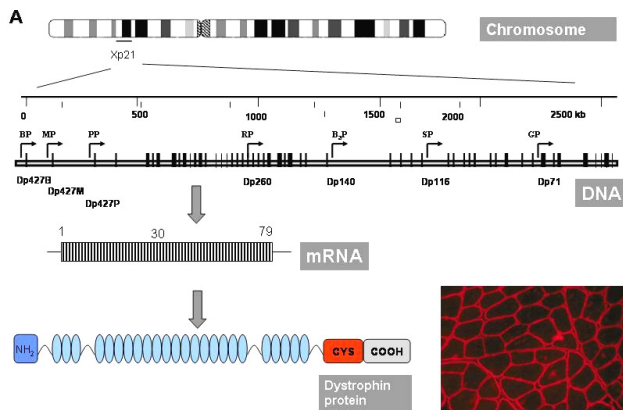 A
Chromosome
Xp21
0 500 1000 1500 2000 2500 kb
BP MP PP RP B₃P SP GP
Dp427B Dp427M Dp427P Dp260 Dp140 Dp116 Dp71
DNA
1 30 79
mRNA
NH₂ CYS COOH
Dystrophin
protein